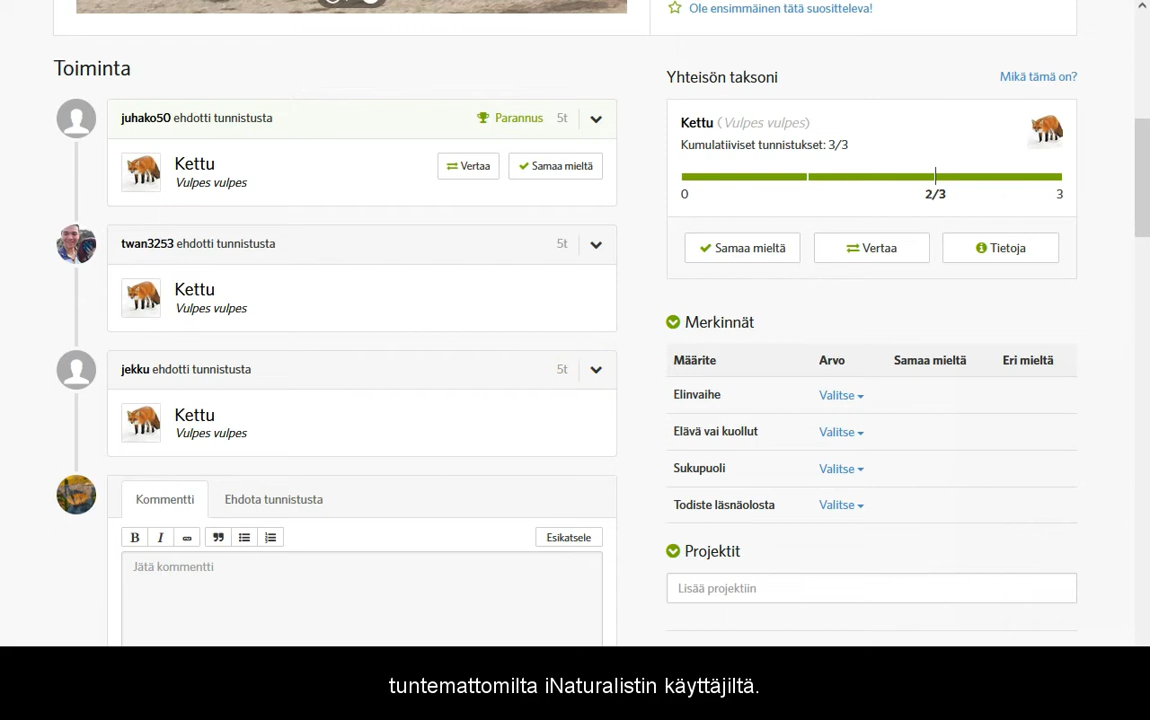 Ole ensimmäinen tätä suositteleva!
Toiminta
juhako50 ehdotti tunnistusta
Parannus
5t
Kettu
Vulpes vulpes
Vertaa
Samaa mieltä
twan3253 ehdotti tunnistusta
5t
Kettu
Vulpes vulpes
jekku ehdotti tunnistusta
5t
Kettu
Vulpes vulpes
Kommentti
Ehdota tunnistusta
B I
Esikatsele
Jätä kommentti
Yhteisön taksoni
Mikä tämä on?
Kettu (Vulpes vulpes)
Kumulatiiviset tunnistukset: 3/3
0 2/3 3
Samaa mieltä
Vertaa
Tietoja
Merkinnät
Määrite Arvo Samaa mieltä Eri mieltä
Elinvaihe Valitse
Elävä vai kuollut Valitse
Sukupuoli Valitse
Todiste läsnäolosta Valitse
Projektit
Lisää projektiin
tuntemattomilta iNaturalistin käyttäjiltä.